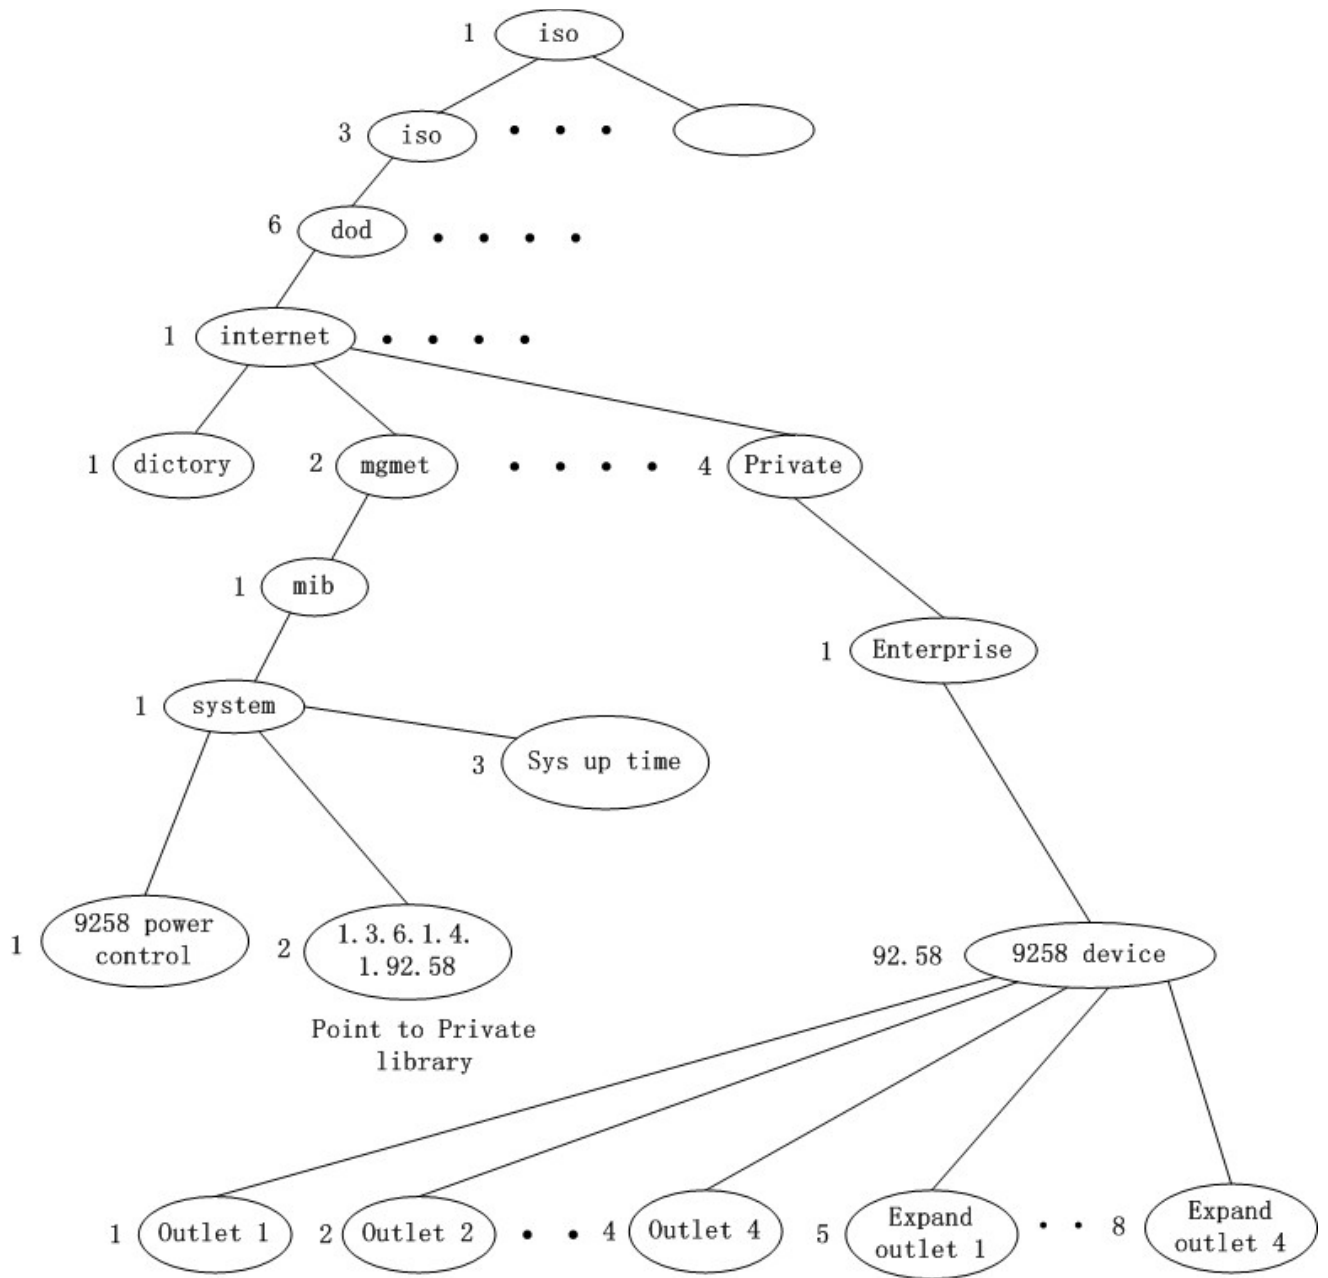 1 iso
3 iso
6 dod
1 internet
1 dictory 2 mgmet 4 Private
1 mib
1 Enterprise
1 system
3 Sys up time
1 9258 power
control
2 1.3.6.1.4.
1.92.58
92.58 9258 device
Point to Private
library
1 Outlet 1 2 Outlet 2 4 Outlet 4 5 Expand
outlet 1 8 Expand
outlet 4